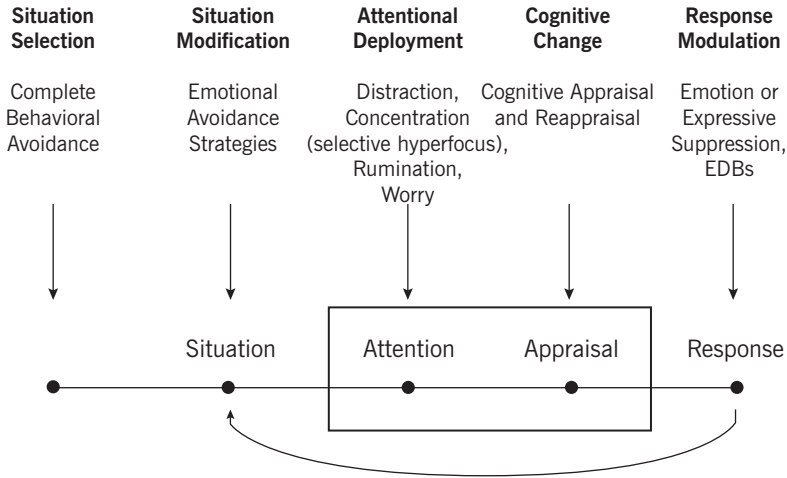 Situation Selection
Situation Modification
Attentional Deployment
Cognitive Change
Response Modulation
Complete Behavioral Avoidance
Emotional Avoidance Strategies
Distraction, Concentration (selective hyperfocus), Rumination, Worry
Cognitive Appraisal and Reappraisal
Emotion or Expressive Suppression, EDBs
Situation
Attention
Appraisal
Response